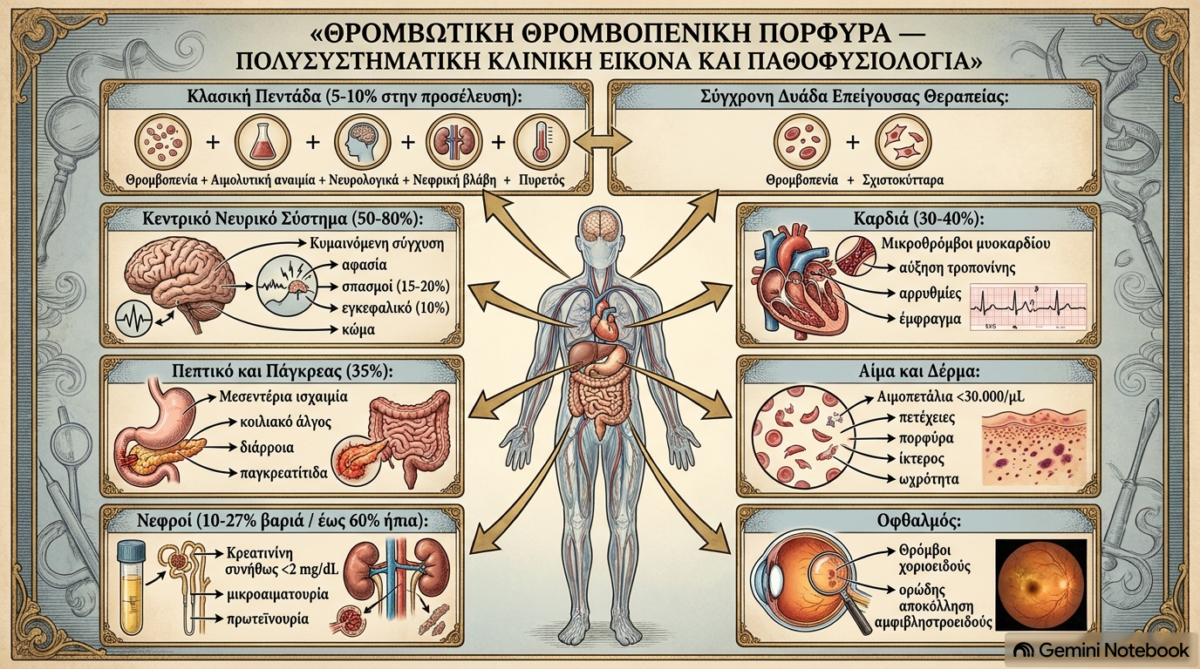 «ΘΡΟΜΒΩΤΙΚΗ ΘΡΟΜΒΟΠΕΝΙΚΗ ΠΟΡΦΥΡΑ —
ΠΟΛΥΣΥΣΤΗΜΑΤΙΚΗ ΚΛΙΝΙΚΗ ΕΙΚΟΝΑ ΚΑΙ ΠΑΘΟΦΥΣΙΟΛΟΓΙΑ»
Κλασική Πεντάδα (5-10% στην προσέλευση):
+ + + +
Θρομβοπενία + Αιμολυτική αναιμία + Νευρολογικά + Νεφρική βλάβη + Πυρετός
Σύγχρονη Δυάδα Επείγουσας Θεραπείας:
+
Θρομβοπενία + Σχιστοκύτταρα
Κεντρικό Νευρικό Σύστημα (50-80%):
Κυμαινόμενη σύγχυση
αφασία
σπασμοί (15-20%)
εγκεφαλικό (10%)
κώμα
Καρδιά (30-40%):
Μικροθρόμβοι μυοκαρδίου
αύξηση τροπονίνης
αρρυθμίες
έμφραγμα
Πεπτικό και Πάγκρεας (35%):
Μεσεντέρια ισχαιμία
κοιλιακό άλγος
διάρροια
παγκρεατίτιδα
Αίμα και Δέρμα:
Αιμοπετάλια <30.000/μL
πετέχειες
πορφύρα
ίκτερος
ωχρότητα
Νεφροί (10-27% βαριά / έως 60% ήπια):
Κρεατινίνη
συνήθως <2 mg/dL
μικροαιματουρία
πρωτεϊνουρία
Οφθαλμός:
Θρόμβοι
χοριοειδούς
ορώδης
αποκόλληση
αμφιβληστροειδούς
Gemini Notebook